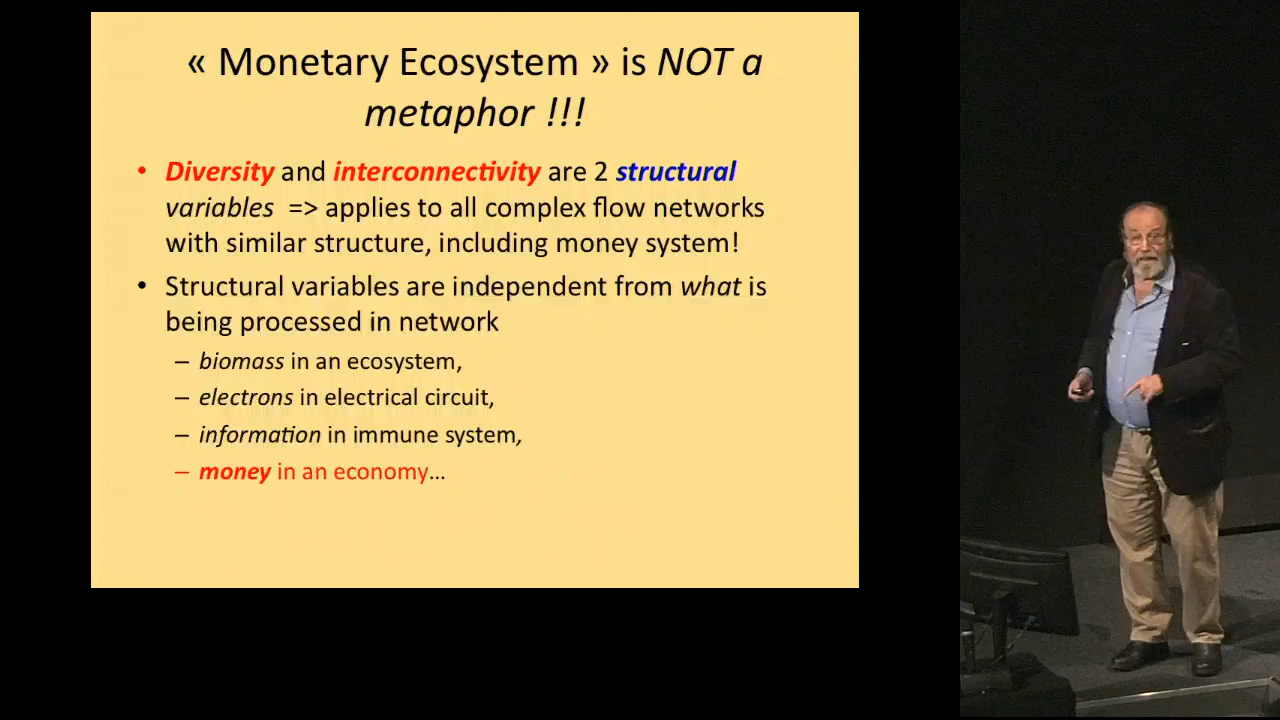 « Monetary Ecosystem » is NOT a
metaphor !!!
• Diversity and interconnectivity are 2 structural
variables => applies to all complex flow networks
with similar structure, including money system!
• Structural variables are independent from what is
being processed in network
– biomass in an ecosystem,
– electrons in electrical circuit,
– information in immune system,
– money in an economy…